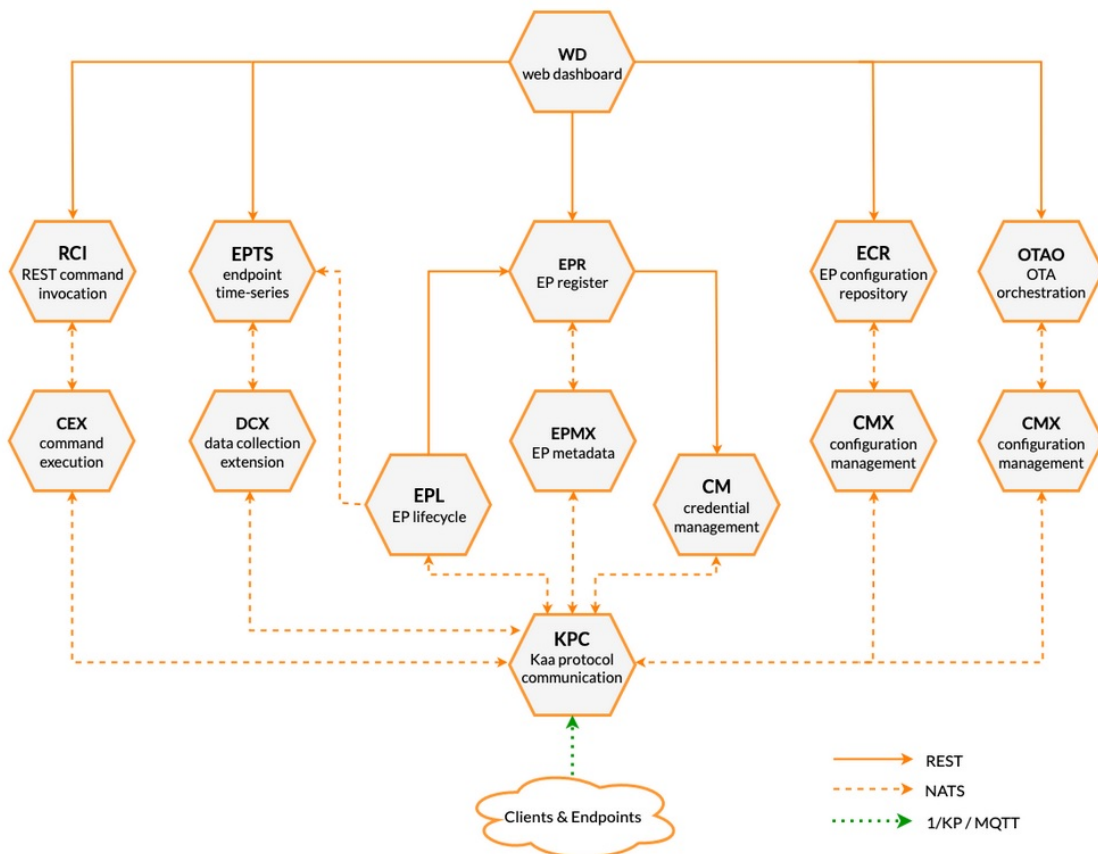 WD
web dashboard
RCI
REST command
invocation
EPTS
endpoint
time-series
EPR
EP register
ECR
EP configuration
repository
OTAO
OTA
orchestration
CEX
command
execution
DCX
data collection
extension
EPL
EP lifecycle
EPMX
EP metadata
CM
credential
management
CMX
configuration
management
CMX
configuration
management
KPC
Kaa protocol
communication
Clients & Endpoints
REST
NATS
1/KP / MQTT